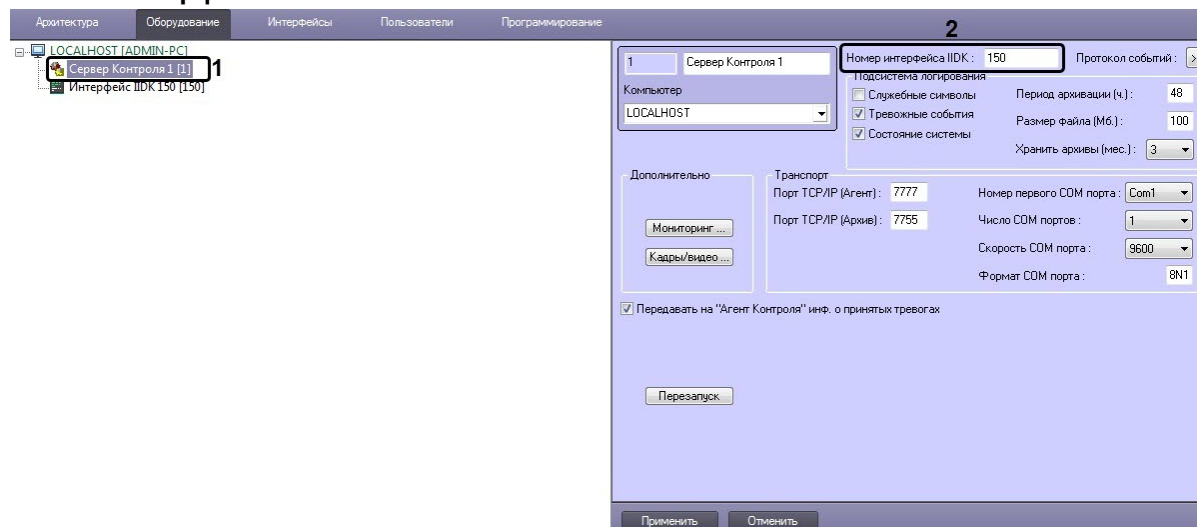 Архитектура Оборудование Интерфейсы Пользователи Программирование
2
LOCALHOST [ADMIN-PC]
Сервер Контроля 1 [1] 1
Интерфейс IIDK 150 [150]
1 Сервер Контроля 1
Компьютер
LOCALHOST
Номер интерфейса IIDK : 150 Протокол событий : >
Подсистема логирования
Служебные символы Период архивации (ч.) : 48
Тревожные события Размер файла (Мб.) : 100
Состояние системы
Хранить архивы (мес.) : 3
Дополнительно
Мониторинг ...
Кадры/видео ...
Транспорт
Порт TCP/IP (Агент) : 7777 Номер первого COM порта : Com1
Порт TCP/IP (Архив) : 7755 Число COM портов : 1
Скорость COM порта : 9600
Формат COM порта : 8N1
Передавать на "Агент Контроля" инф. о принятых тревогах
Перезапуск
Применить Отменить